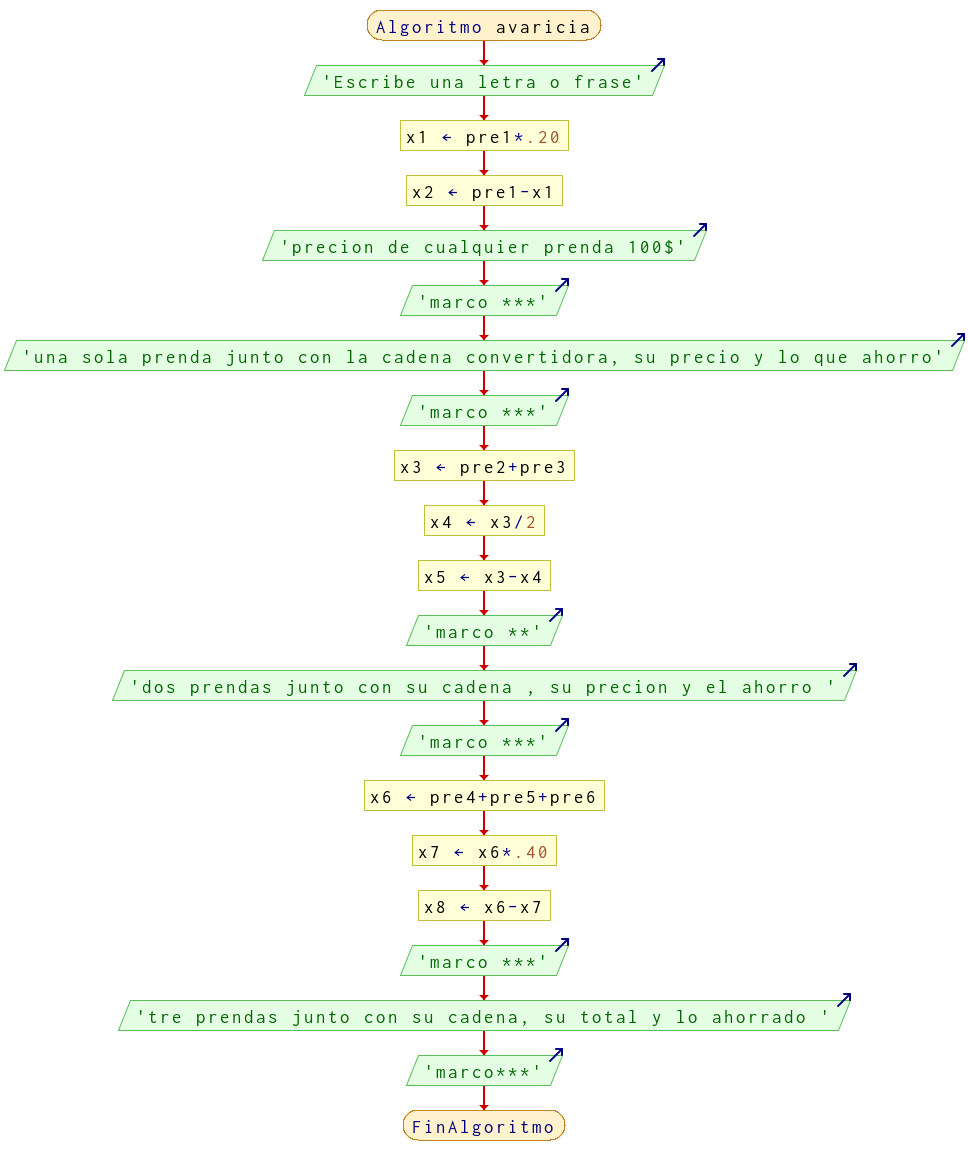 Algoritmo avaricia
'Escribe una letra o frase'
x1 ← pre1*.20
x2 ← pre1-x1
'precion de cualquier prenda 100$'
'marco ***'
'una sola prenda junto con la cadena convertidora, su precio y lo que ahorro'
'marco ***'
x3 ← pre2+pre3
x4 ← x3/2
x5 ← x3-x4
'marco **'
'dos prendas junto con su cadena , su precion y el ahorro '
'marco ***'
x6 ← pre4+pre5+pre6
x7 ← x6*.40
x8 ← x6-x7
'marco ***'
'tre prendas junto con su cadena, su total y lo ahorrado '
'marco***'
FinAlgoritmo